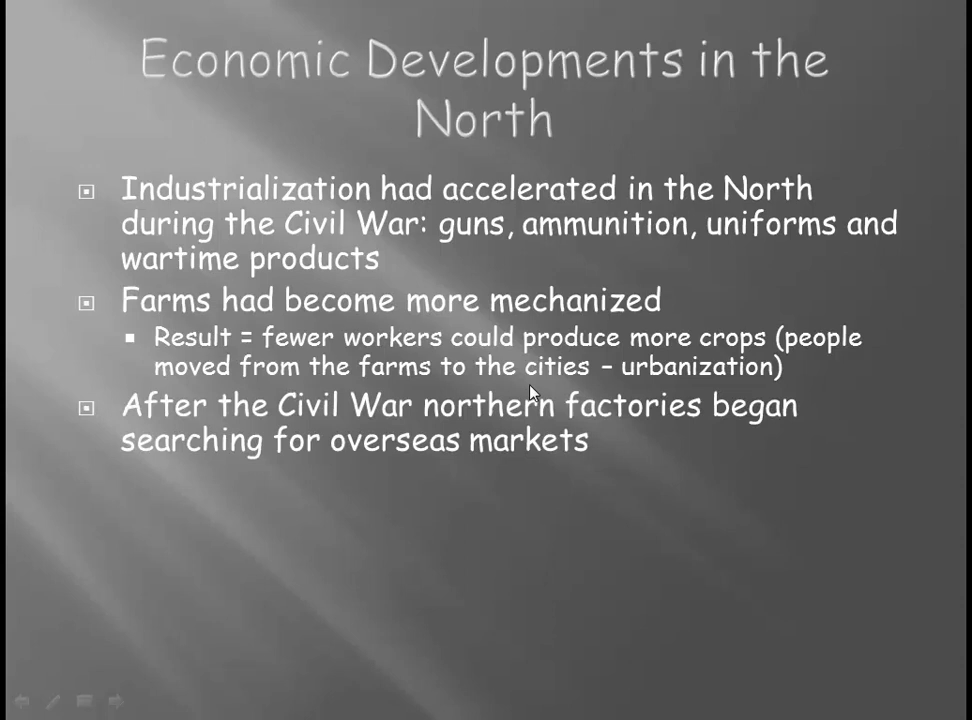 Economic Developments in the
North
Industrialization had accelerated in the North
during the Civil War: guns, ammunition, uniforms and
wartime products
Farms had become more mechanized
Result = fewer workers could produce more crops (people
moved from the farms to the cities – urbanization)
After the Civil War northern factories began
searching for overseas markets